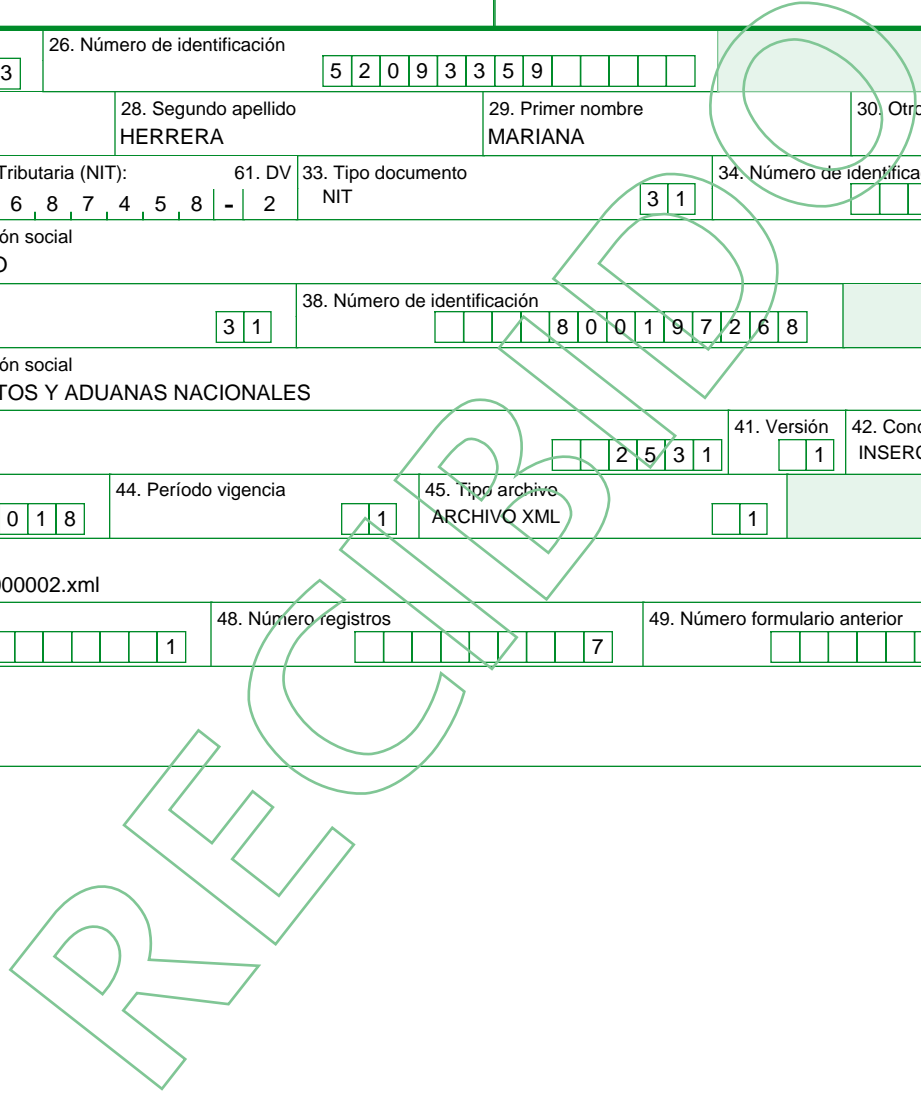 26. Número de identificación
3 5 2 0 9 3 3 5 9
28. Segundo apellido 29. Primer nombre 30. Otro
HERRERA MARIANA
Tributaria (NIT): 61. DV 33. Tipo documento 34. Número de identifica
6 8 7 4 5 8 - 2 NIT 3 1
ón social
O
38. Número de identificación
3 1 8 0 0 1 9 7 2 6 8
ón social
TOS Y ADUANAS NACIONALES
41. Versión 42. Conc
2 5 3 1 1 INSERC
44. Período vigencia 45. Tipo archivo
0 1 8 1 ARCHIVO XML 1
000002.xml
48. Número registros 49. Número formulario anterior
1 7
RECIBIDO